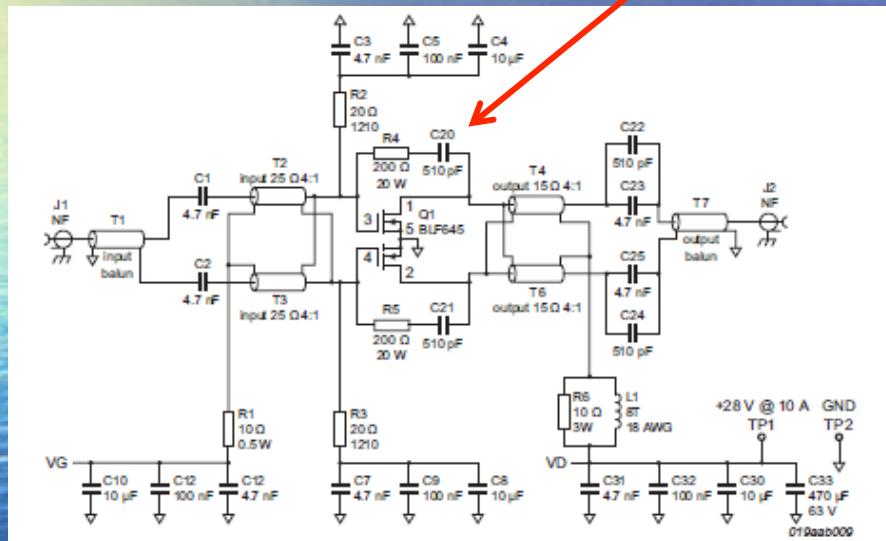 C3
4.7 nF
C5
100 nF
C4
10 µF
R2
20 Ω
1210
R4
200 Ω
20 W
C20
510 pF
C22
510 pF
C1
4.7 nF
T2
input 25 Ω 4:1
T4
output 15 Ω 4:1
C23
4.7 nF
J1
NF
T1
input
balun
3
1
5
Q1
BLF645
4
2
T7
output
balun
J2
NF
C2
4.7 nF
T3
input 25 Ω 4:1
T6
output 15 Ω 4:1
C25
4.7 nF
R5
200 Ω
20 W
C21
510 pF
C24
510 pF
R1
10 Ω
0.5 W
R3
20 Ω
1210
R6
10 Ω
3W
L1
8T
18 AWG
+28 V @ 10 A
TP1
GND
TP2
VG
VD
C10
10 µF
C12
100 nF
C12
4.7 nF
C7
4.7 nF
C9
100 nF
C8
10 µF
C31
4.7 nF
C32
100 nF
C30
10 µF
C33
470 µF
63 V
019aab009